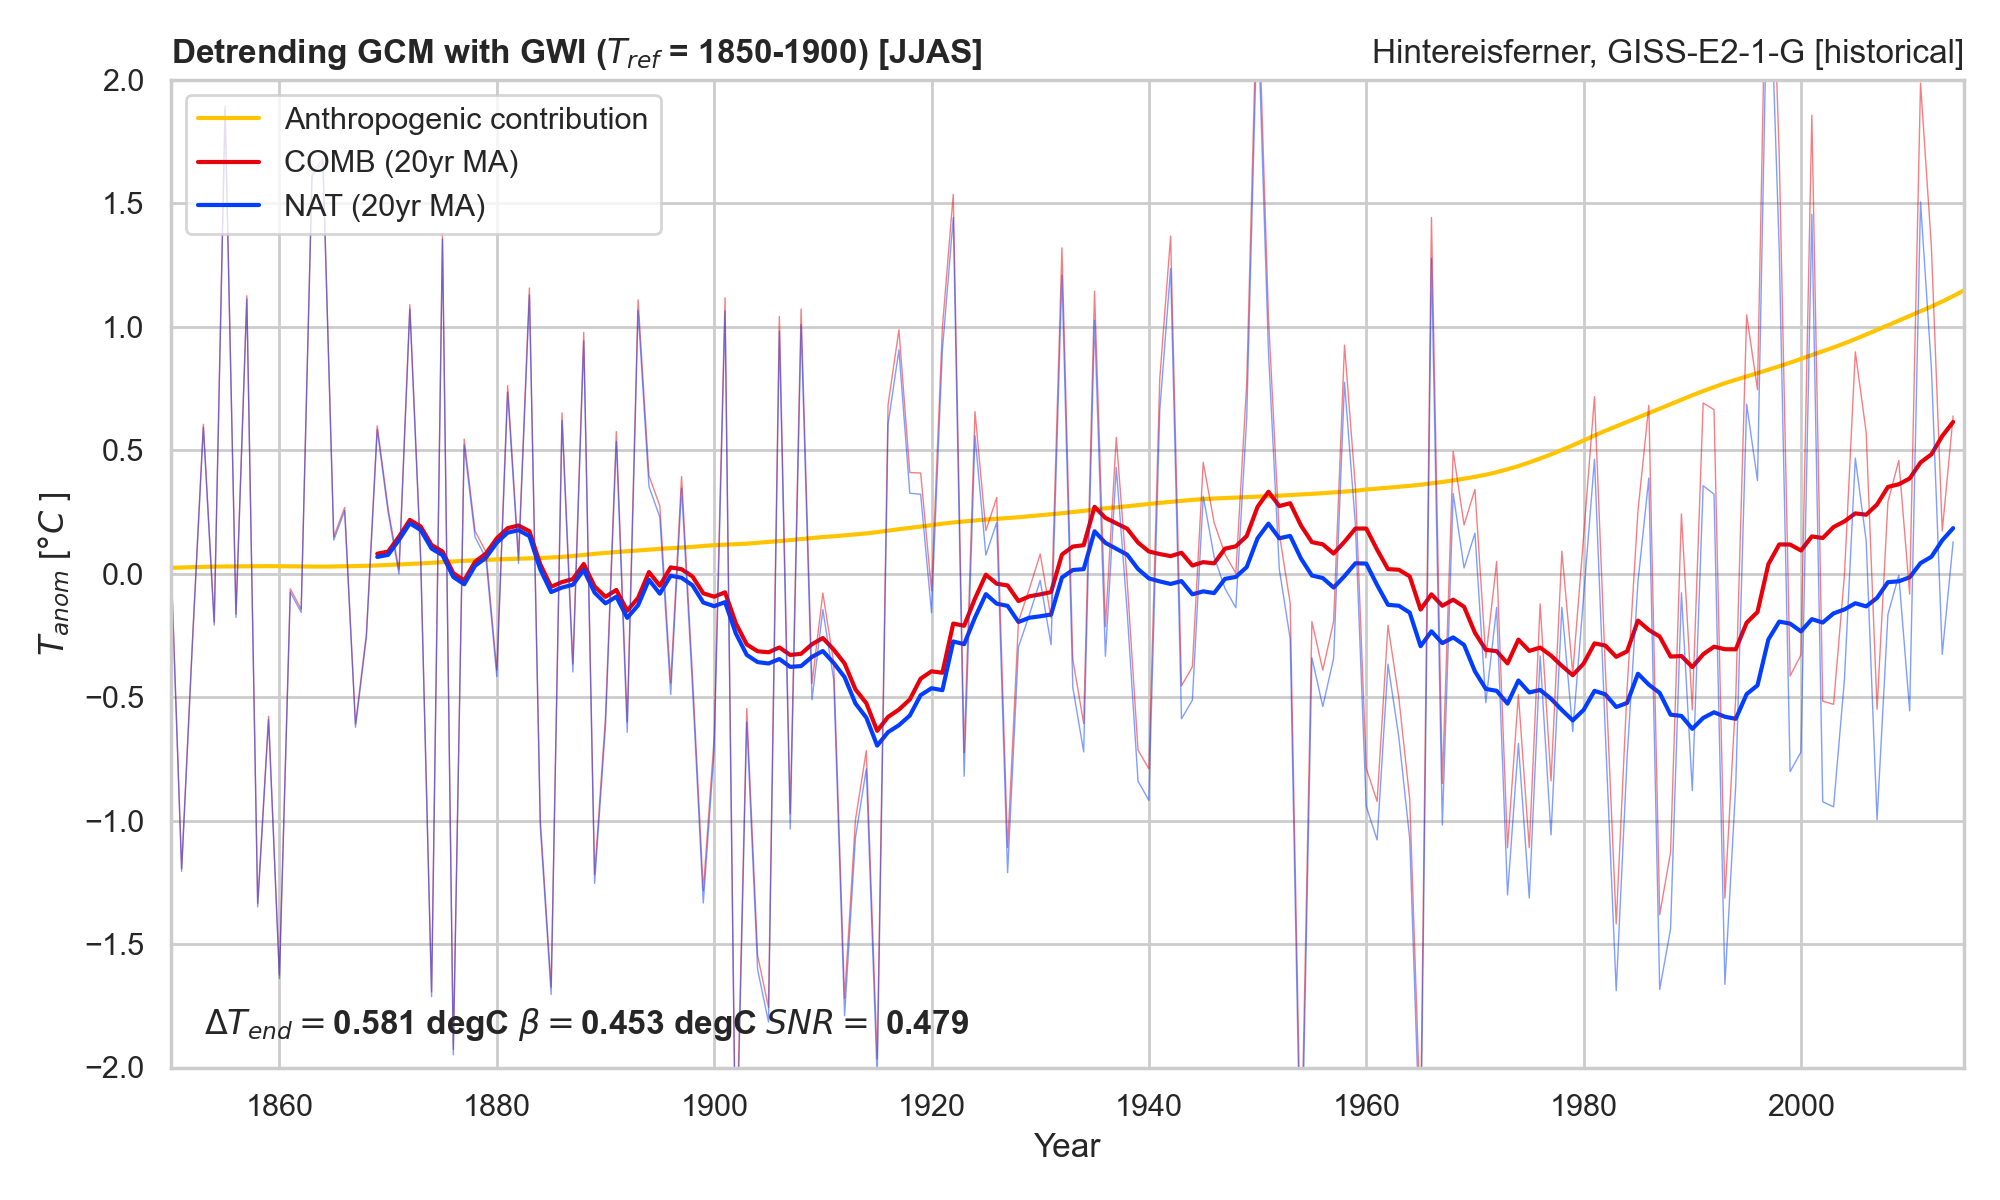 Detrending GCM with GWI (T_ref = 1850-1900) [JJAS]
Hintereisferner, GISS-E2-1-G [historical]
2.0
1.5
1.0
0.5
0.0
−0.5
−1.0
−1.5
−2.0
T_anom [°C ]
Anthropogenic contribution
COMB (20yr MA)
NAT (20yr MA)
ΔT_end = 0.581 degC β = 0.453 degC SNR = 0.479
1860 1880 1900 1920 1940 1960 1980 2000
Year